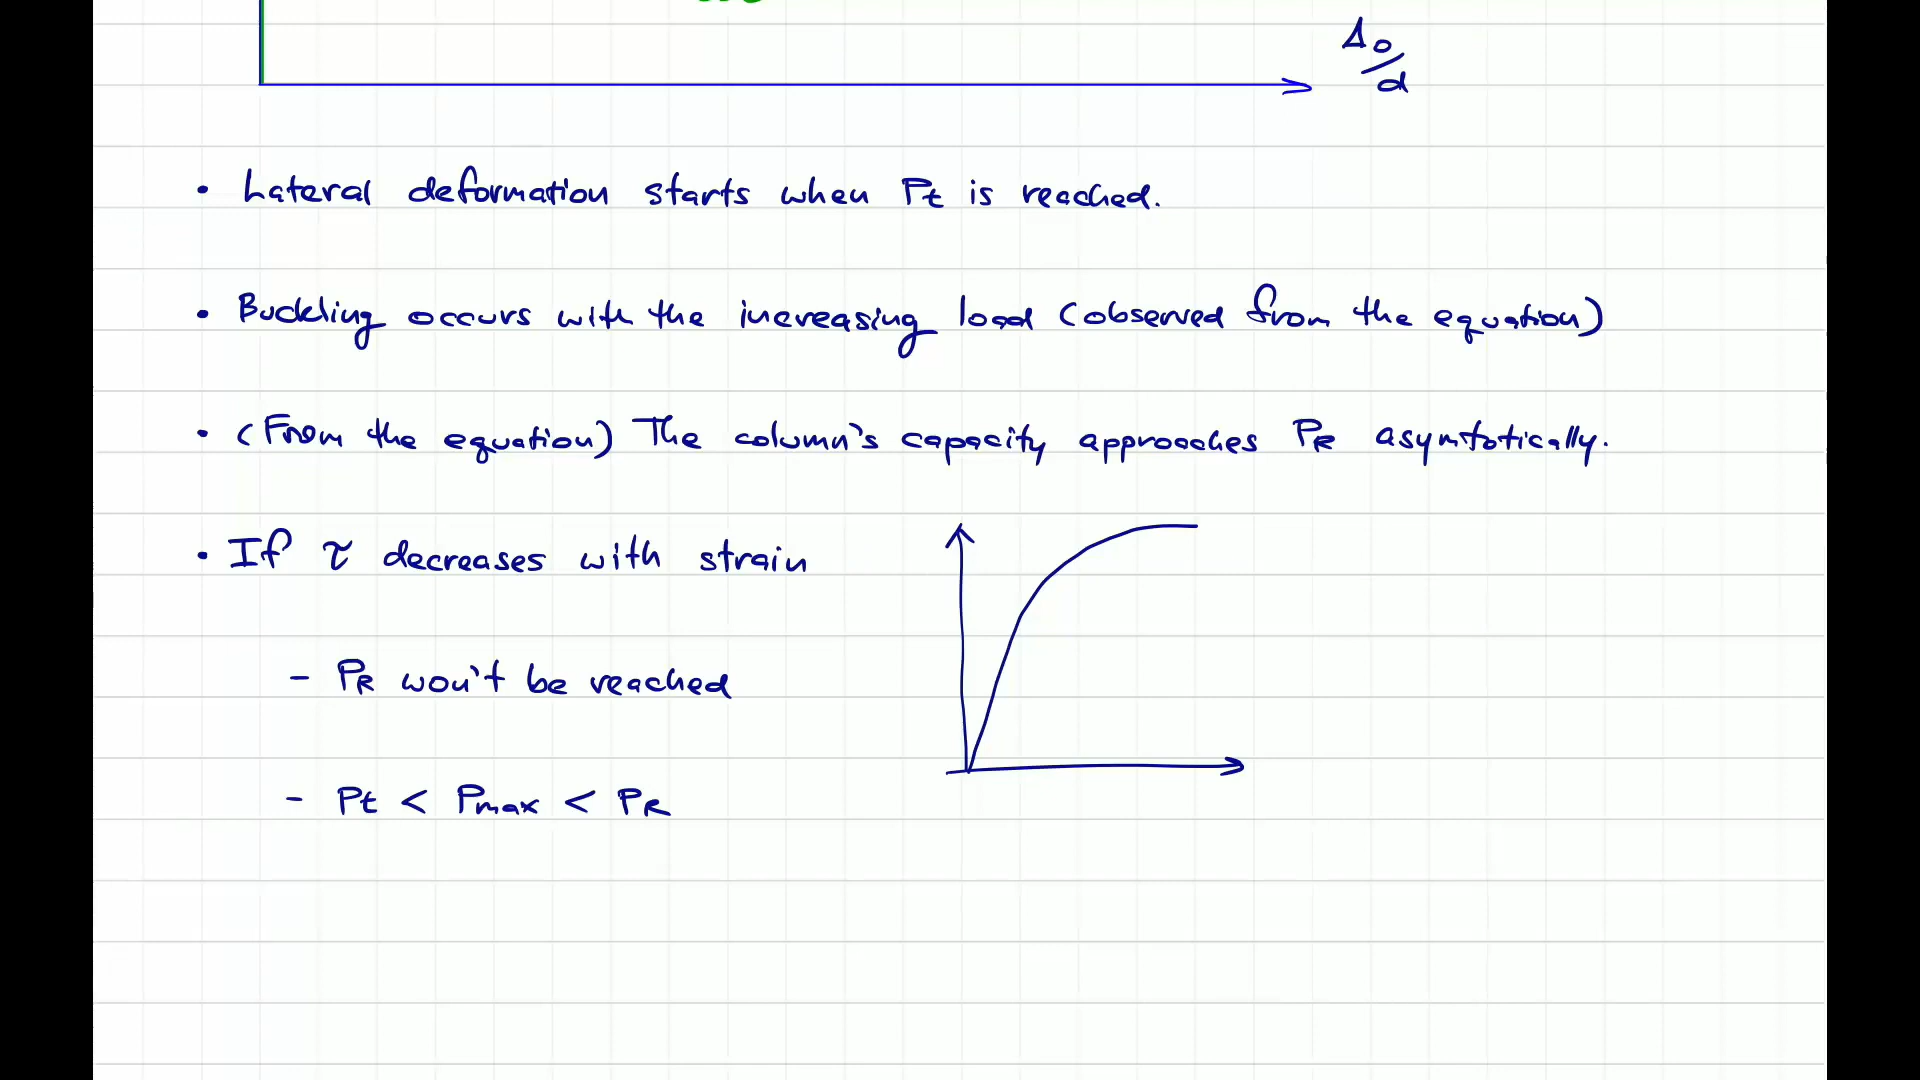 Δo/d
• Lateral deformation starts when Pt is reached.
• Buckling occurs with the increasing load (observed from the equation)
• (From the equation) The column's capacity approaches PR asymtotically.
• If τ decreases with strain
- PR won't be reached
- Pt < Pmax < PR